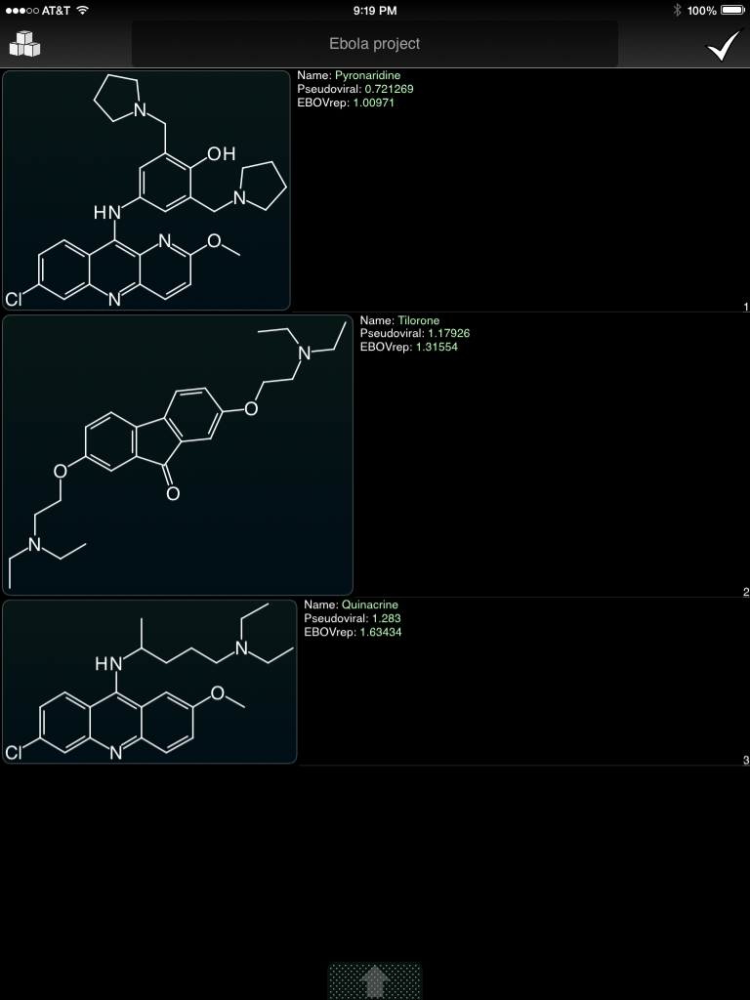 AT&T 9:19 PM 100%
Ebola project
Name: Pyronaridine
Pseudoviral: 0.721269
EBOVrep: 1.00971
N
OH
N
HN
N
O
Cl
N
1
Name: Tilorone
Pseudoviral: 1.17926
EBOVrep: 1.31554
N
O
O
O
N
2
Name: Quinacrine
Pseudoviral: 1.283
EBOVrep: 1.63434
N
HN
O
Cl
N
3